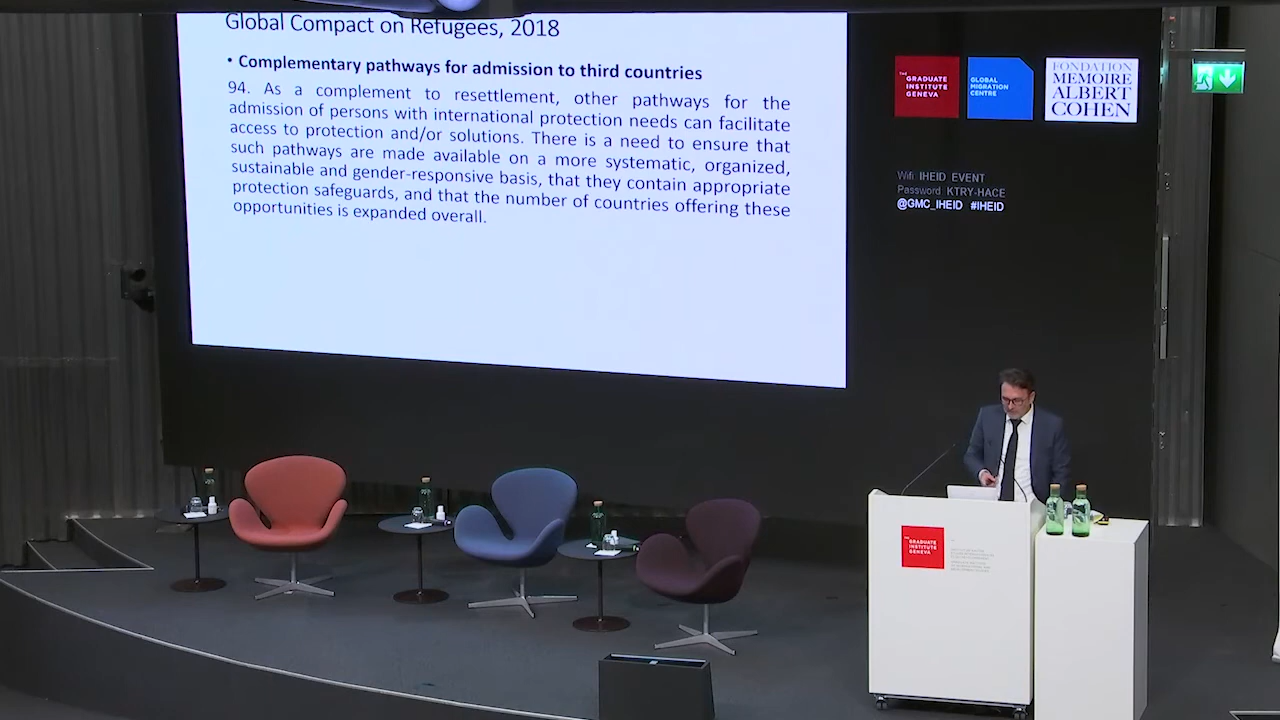 Global Compact on Refugees, 2018
• Complementary pathways for admission to third countries
94. As a complement to resettlement, other pathways for the
admission of persons with international protection needs can facilitate
access to protection and/or solutions. There is a need to ensure that
such pathways are made available on a more systematic, organized,
sustainable and gender-responsive basis, that they contain appropriate
protection safeguards, and that the number of countries offering these
opportunities is expanded overall.
THE
GRADUATE
INSTITUTE
GENEVA
GLOBAL
MIGRATION
CENTRE
FONDATION
MEMOIRE
ALBERT
COHEN
Wifi IHEID_EVENT
Password KTRY-HACE
@GMC_IHEID #IHEID
THE
GRADUATE
INSTITUTE
GENEVA